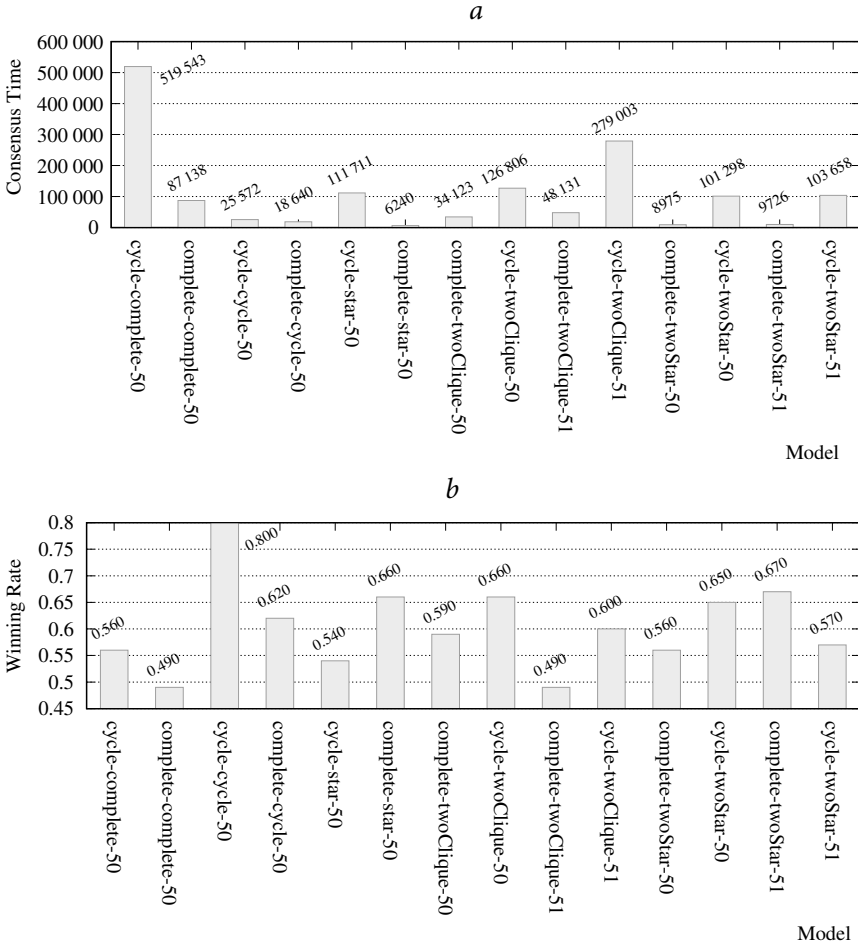 a
Consensus Time
600 000
500 000
400 000
300 000
200 000
100 000
0
519 543
87 138
25 572
18 640
111 711
6240
34 123
126 806
48 131
279 003
8975
101 298
9726
103 658
cycle-complete-50
complete-complete-50
cycle-cycle-50
complete-cycle-50
cycle-star-50
complete-star-50
complete-twoClique-50
cycle-twoClique-50
complete-twoClique-51
cycle-twoClique-51
complete-twoStar-50
cycle-twoStar-50
complete-twoStar-51
cycle-twoStar-51
Model
b
Winning Rate
0.8
0.75
0.7
0.65
0.6
0.55
0.5
0.45
0.560
0.490
0.800
0.620
0.540
0.660
0.590
0.660
0.490
0.600
0.560
0.650
0.670
0.570
cycle-complete-50
complete-complete-50
cycle-cycle-50
complete-cycle-50
cycle-star-50
complete-star-50
complete-twoClique-50
cycle-twoClique-50
complete-twoClique-51
cycle-twoClique-51
complete-twoStar-50
cycle-twoStar-50
complete-twoStar-51
cycle-twoStar-51
Model